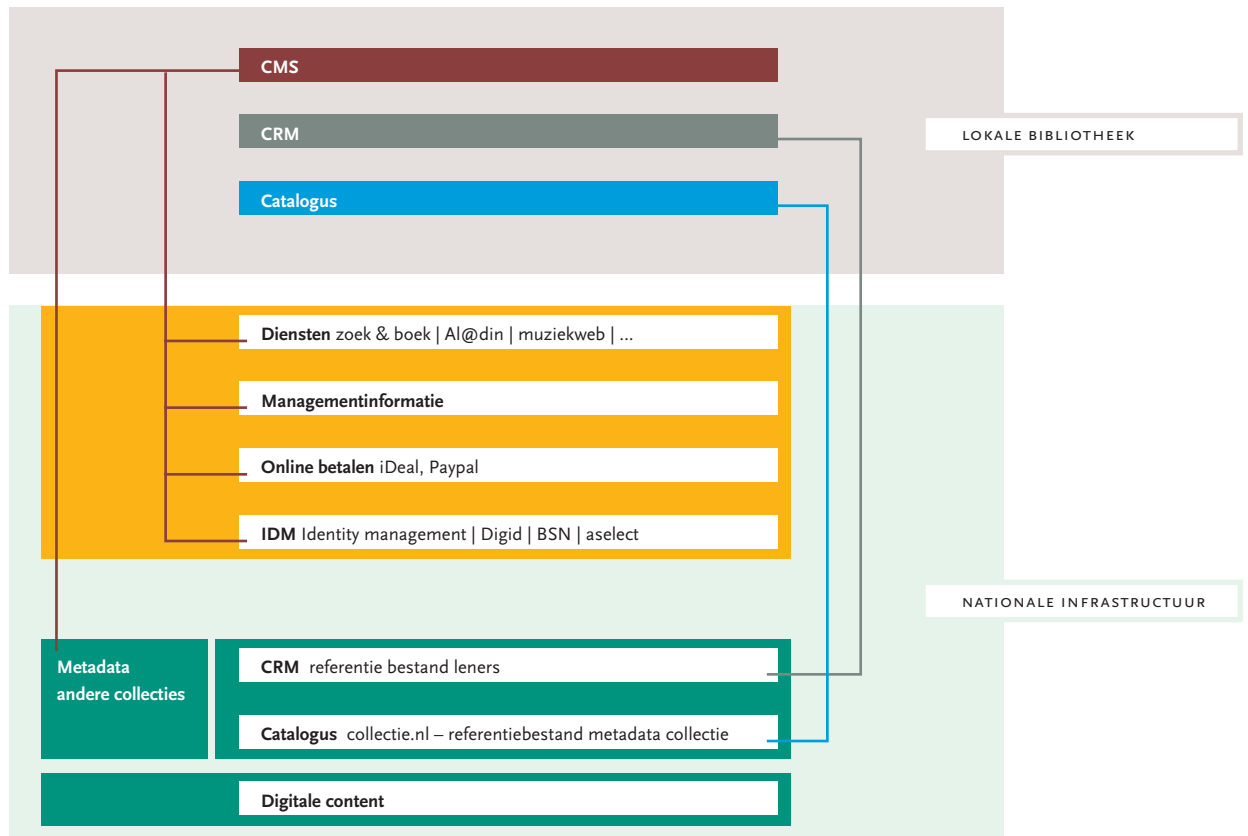 CMS
CRM
LOKALE BIBLIOTHEEK
Catalogus
Diensten zoek & boek | Al@din | muziekweb | ...
Managementinformatie
Online betalen iDeal, Paypal
IDM Identity management | Digid | BSN | aselect
NATIONALE INFRASTRUCTUUR
Metadata
andere collecties
CRM referentie bestand leners
Catalogus collectie.nl – referentiebestand metadata collectie
Digitale content